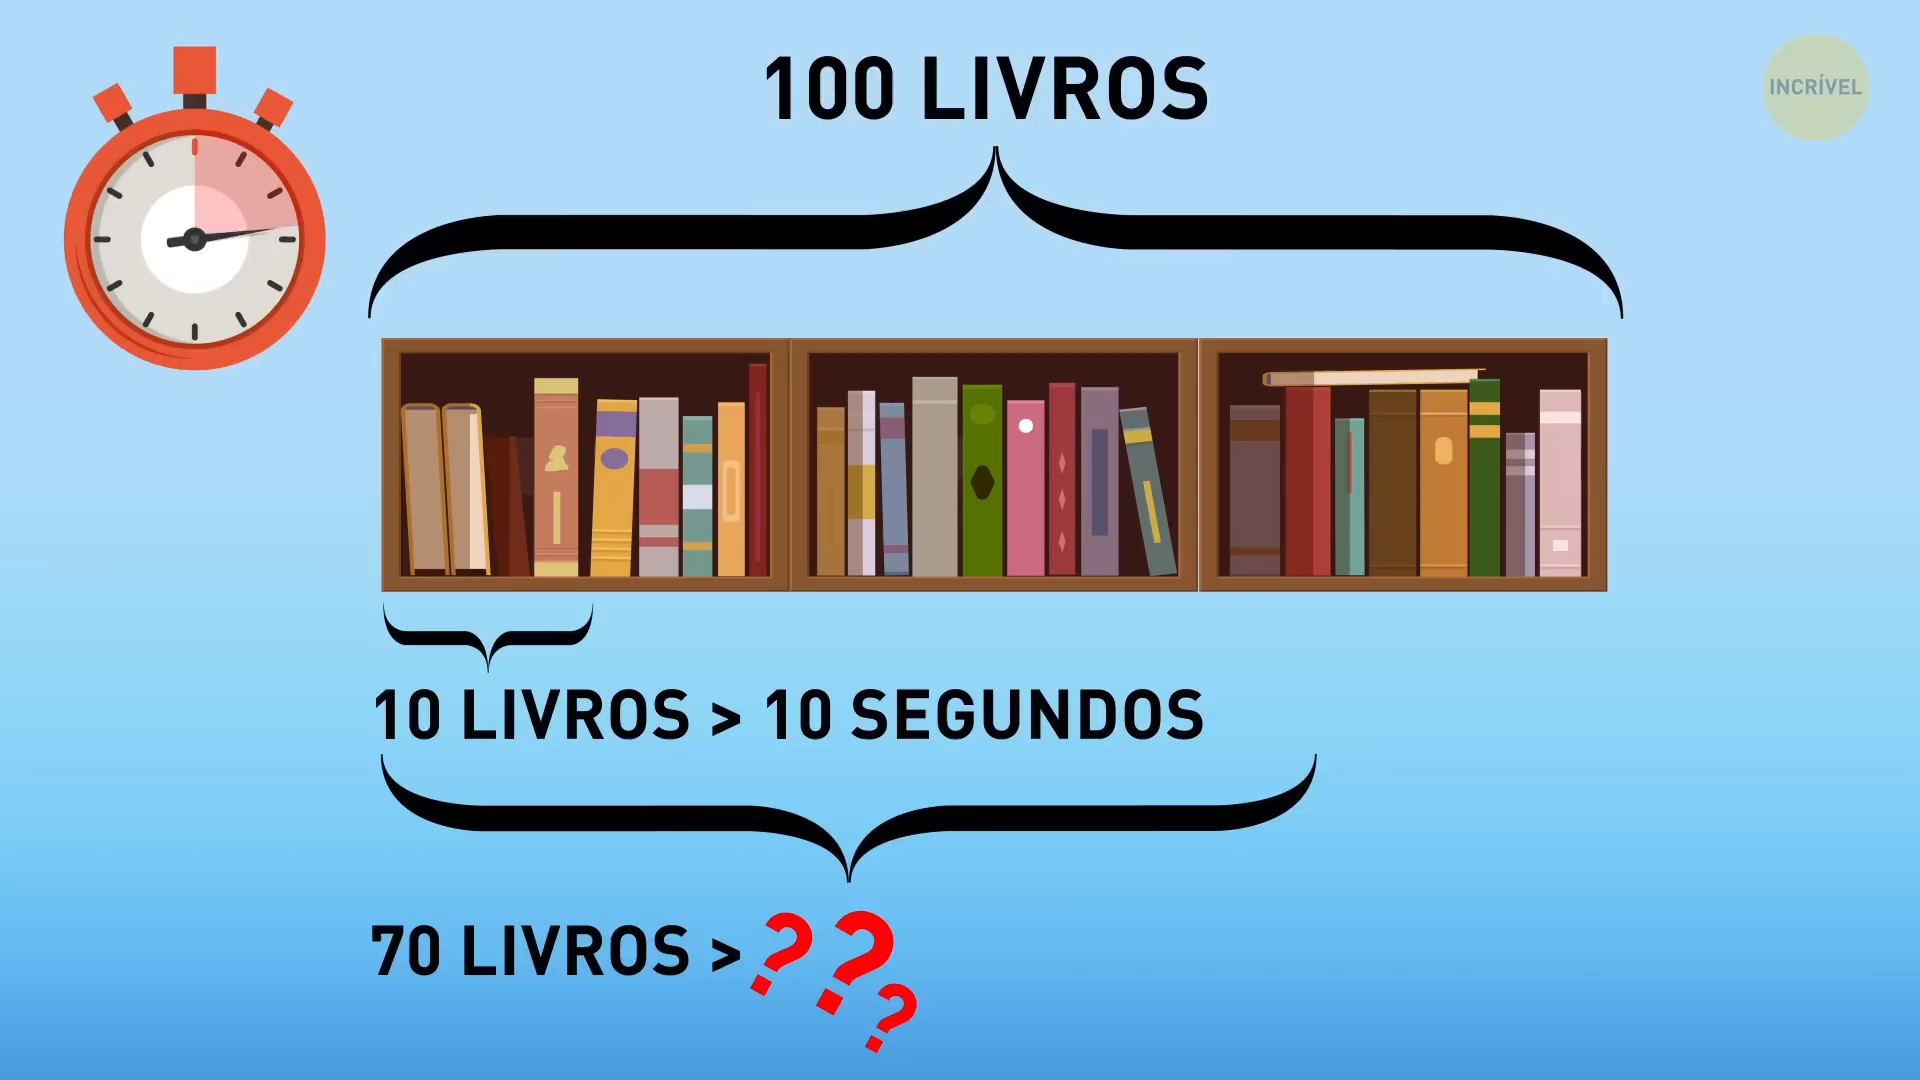 100 LIVROS
INCRÍVEL
10 LIVROS > 10 SEGUNDOS
70 LIVROS > ???